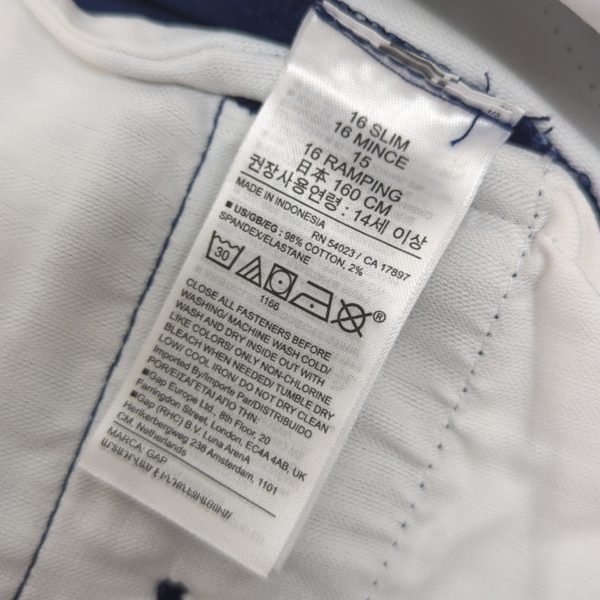 16 SLIM
16 MINCE
15
16 RAMPING
日本 160 CM
권장사용연령 : 14세 이상
MADE IN INDONESIA
RN 54023 / CA 17897
■ US/GB/EG : 98% COTTON, 2%
SPANDEX/ELASTANE
30
®
1166
CLOSE ALL FASTENERS BEFORE
WASHING/ MACHINE WASH COLD/
WASH AND DRY INSIDE OUT WITH
LIKE COLORS/ ONLY NON-CHLORINE
BLEACH WHEN NEEDED/ TUMBLE DRY
LOW/ COOL IRON/ DO NOT DRY CLEAN
Imported By/Importe Par/DISTRIBUIDO
POR/ΕΙΣΑΓΕΤΑΙ ΑΠΟ ΤΗΝ
■Gap Europe Ltd., 8th Floor, 20
Farringdon Street, London, EC4A 4AB, UK
■Gap (RHC) B.V. Luna ArenA
Herikerbergweg 238 Amsterdam, 1101
CM, Netherlands
MARCA: GAP